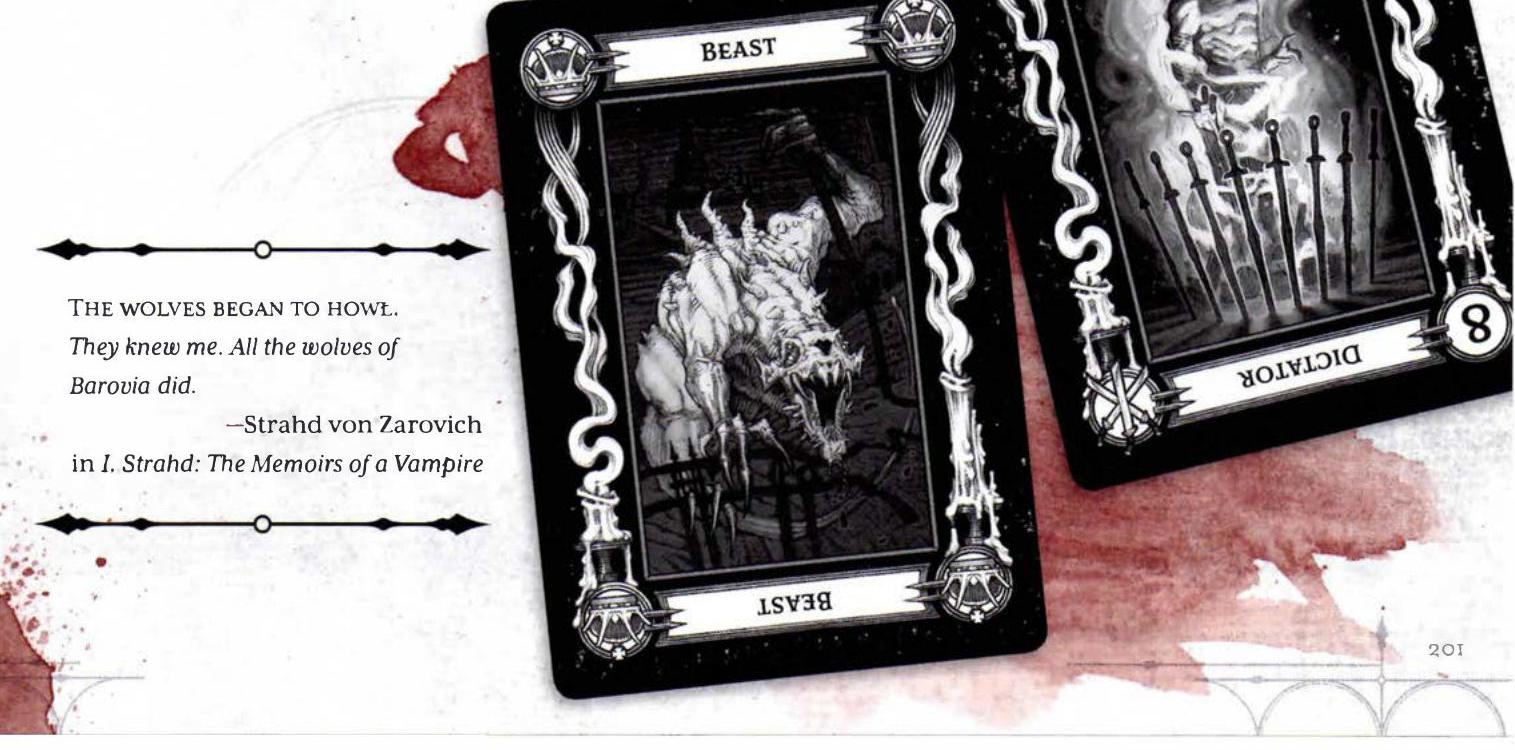 THE WOLVES BEGAN TO HOWL.
They knew me. All the wolves of
Barovia did.
—Strahd von Zarovich
in I, Strahd: The Memoirs of a Vampire
BEAST
BEAST
DICTATOR
8
201